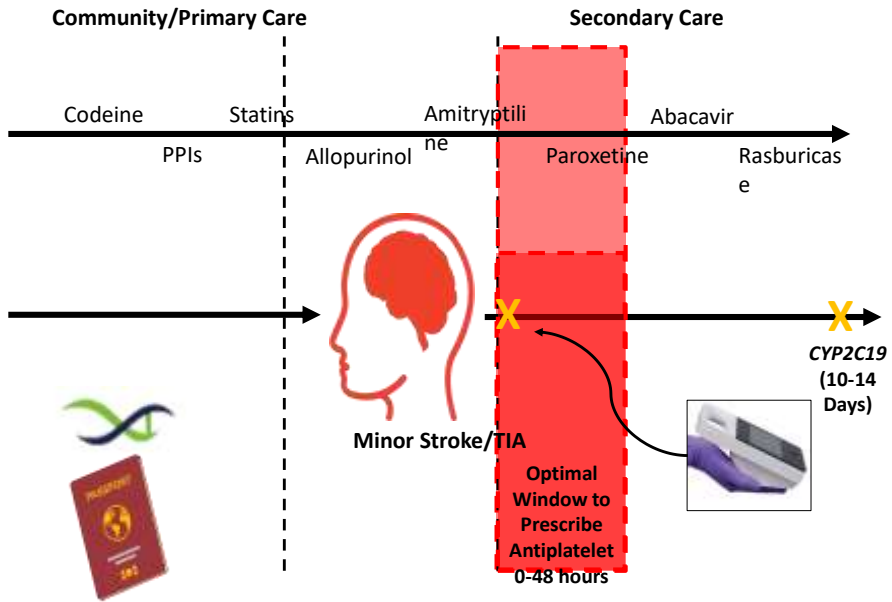 Community/Primary Care
Secondary Care
Codeine
Statins
Amitryptili
ne
Abacavir
PPIs
Allopurinol
Paroxetine
Rasburicas
e
X
X
CYP2C19
(10-14
Days)
Minor Stroke/TIA
Optimal
Window to
Prescribe
Antiplatelet
0-48 hours
PASSPORT